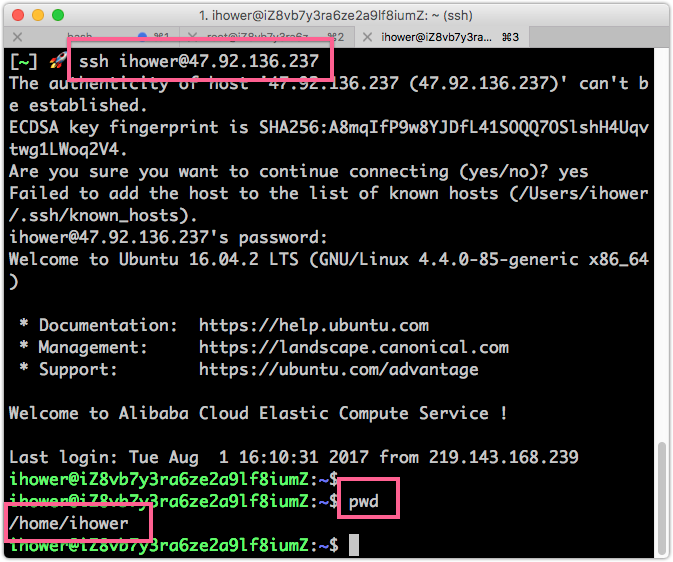 1. ihower@iZ8vb7y3ra6ze2a9lf8iumZ: ~ (ssh)
bash ⌘#1 root@iZ8vb7y3ra6z... ⌘2 ihower@iZ8vb7y3ra... ⌘3
[~] 🚀 ssh ihower@47.92.136.237
The authenticity of host '47.92.136.237 (47.92.136.237)' can't b
e established.
ECDSA key fingerprint is SHA256:A8mqIfP9w8YJDfL41SOQQ7OSlshH4Uqv
twg1LWoq2V4.
Are you sure you want to continue connecting (yes/no)? yes
Failed to add the host to the list of known hosts (/Users/ihower
/.ssh/known_hosts).
ihower@47.92.136.237's password:
Welcome to Ubuntu 16.04.2 LTS (GNU/Linux 4.4.0-85-generic x86_64
)
* Documentation:  https://help.ubuntu.com
* Management:     https://landscape.canonical.com
* Support:        https://ubuntu.com/advantage
Welcome to Alibaba Cloud Elastic Compute Service !
Last login: Tue Aug  1 16:10:31 2017 from 219.143.168.239
ihower@iZ8vb7y3ra6ze2a9lf8iumZ:~$
ihower@iZ8vb7y3ra6ze2a9lf8iumZ:~$ pwd
/home/ihower
ihower@iZ8vb7y3ra6ze2a9lf8iumZ:~$